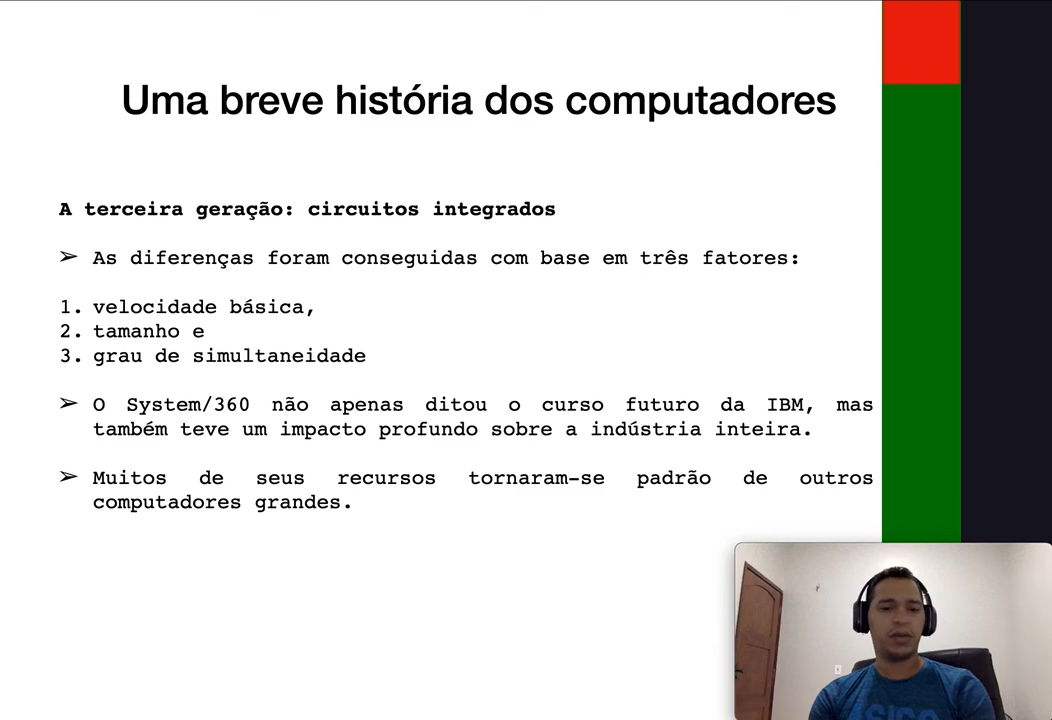 Uma breve história dos computadores
A terceira geração: circuitos integrados
➢ As diferenças foram conseguidas com base em três fatores:
1. velocidade básica,
2. tamanho e
3. grau de simultaneidade
➢ O System/360 não apenas ditou o curso futuro da IBM, mas
também teve um impacto profundo sobre a indústria inteira.
➢ Muitos de seus recursos tornaram-se padrão de outros
computadores grandes.